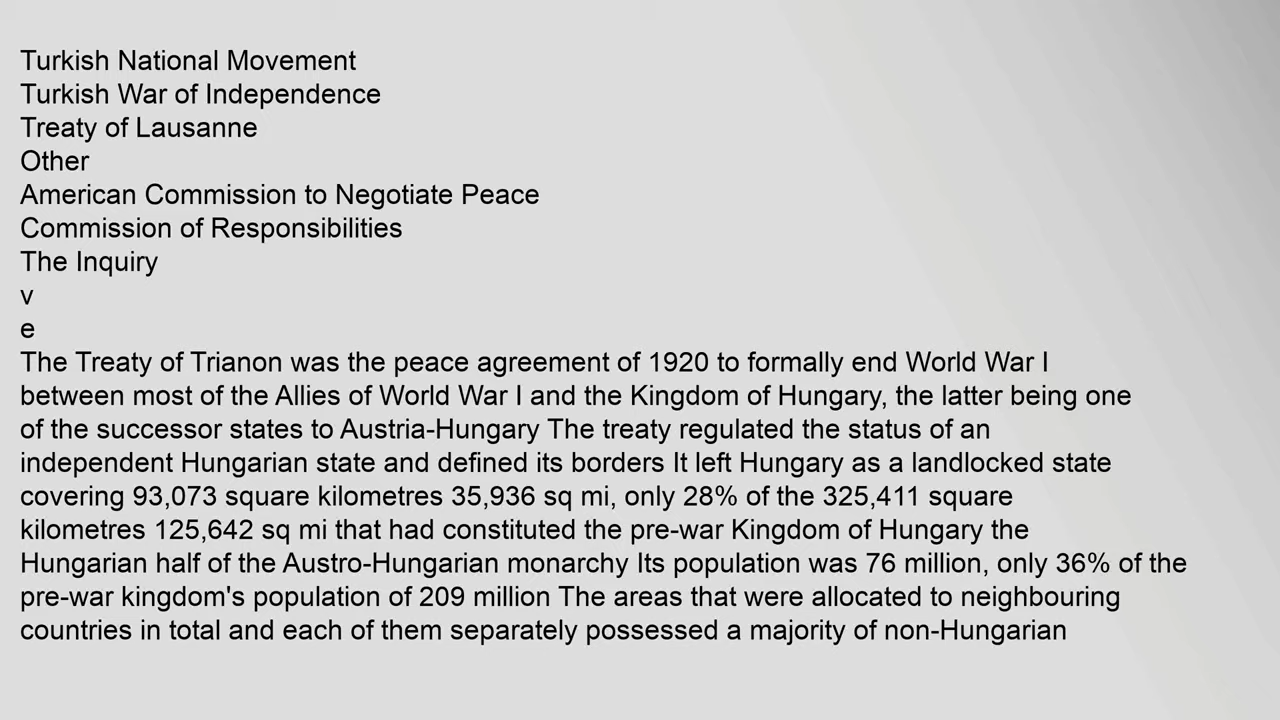 Turkish National Movement
Turkish War of Independence
Treaty of Lausanne
Other
American Commission to Negotiate Peace
Commission of Responsibilities
The Inquiry
v
e
The Treaty of Trianon was the peace agreement of 1920 to formally end World War I
between most of the Allies of World War I and the Kingdom of Hungary, the latter being one
of the successor states to Austria-Hungary The treaty regulated the status of an
independent Hungarian state and defined its borders It left Hungary as a landlocked state
covering 93,073 square kilometres 35,936 sq mi, only 28% of the 325,411 square
kilometres 125,642 sq mi that had constituted the pre-war Kingdom of Hungary the
Hungarian half of the Austro-Hungarian monarchy Its population was 76 million, only 36% of the
pre-war kingdom's population of 209 million The areas that were allocated to neighbouring
countries in total and each of them separately possessed a majority of non-Hungarian